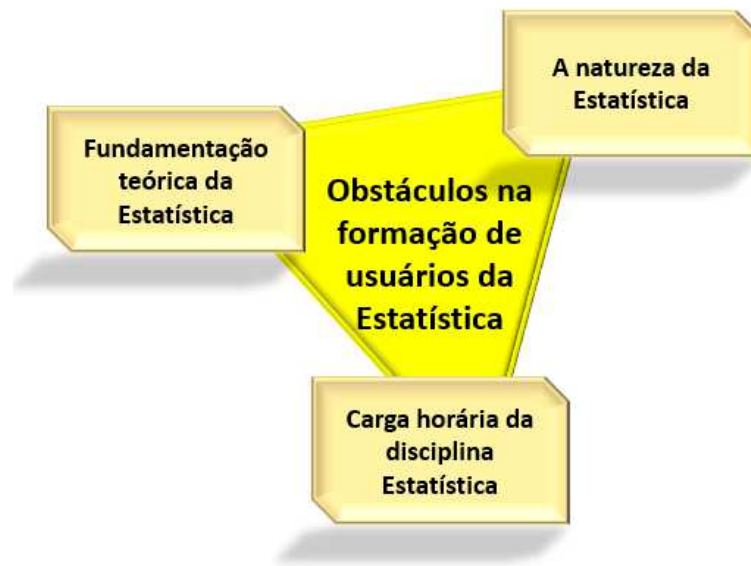 A natureza da
Estatística
Fundamentação
teórica da
Estatística
Obstáculos na
formação de
usuários da
Estatística
Carga horária da
disciplina
Estatística